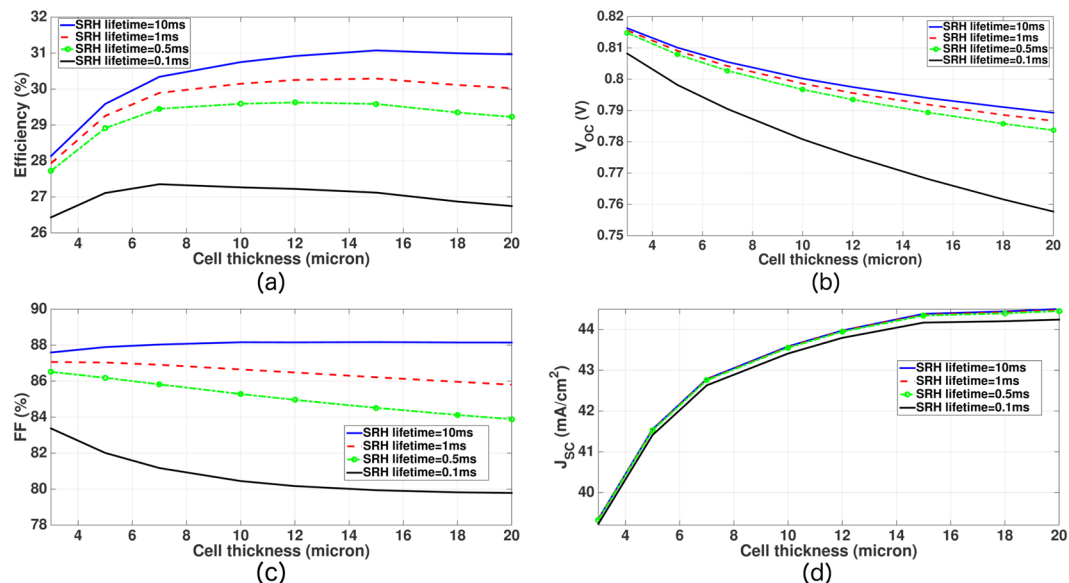 32
31
30
29
28
27
26
Efficiency (%)
SRH lifetime=10ms
SRH lifetime=1ms
SRH lifetime=0.5ms
SRH lifetime=0.1ms
4 6 8 10 12 14 16 18 20
Cell thickness (micron)
(a)
0.82
0.81
0.8
0.79
0.78
0.77
0.76
0.75
V_OC (V)
SRH lifetime=10ms
SRH lifetime=1ms
SRH lifetime=0.5ms
SRH lifetime=0.1ms
4 6 8 10 12 14 16 18 20
Cell thickness (micron)
(b)
90
88
86
84
82
80
78
FF (%)
SRH lifetime=10ms
SRH lifetime=1ms
SRH lifetime=0.5ms
SRH lifetime=0.1ms
4 6 8 10 12 14 16 18 20
Cell thickness (micron)
(c)
44
43
42
41
40
J_SC (mA/cm²)
SRH lifetime=10ms
SRH lifetime=1ms
SRH lifetime=0.5ms
SRH lifetime=0.1ms
4 6 8 10 12 14 16 18 20
Cell thickness (micron)
(d)